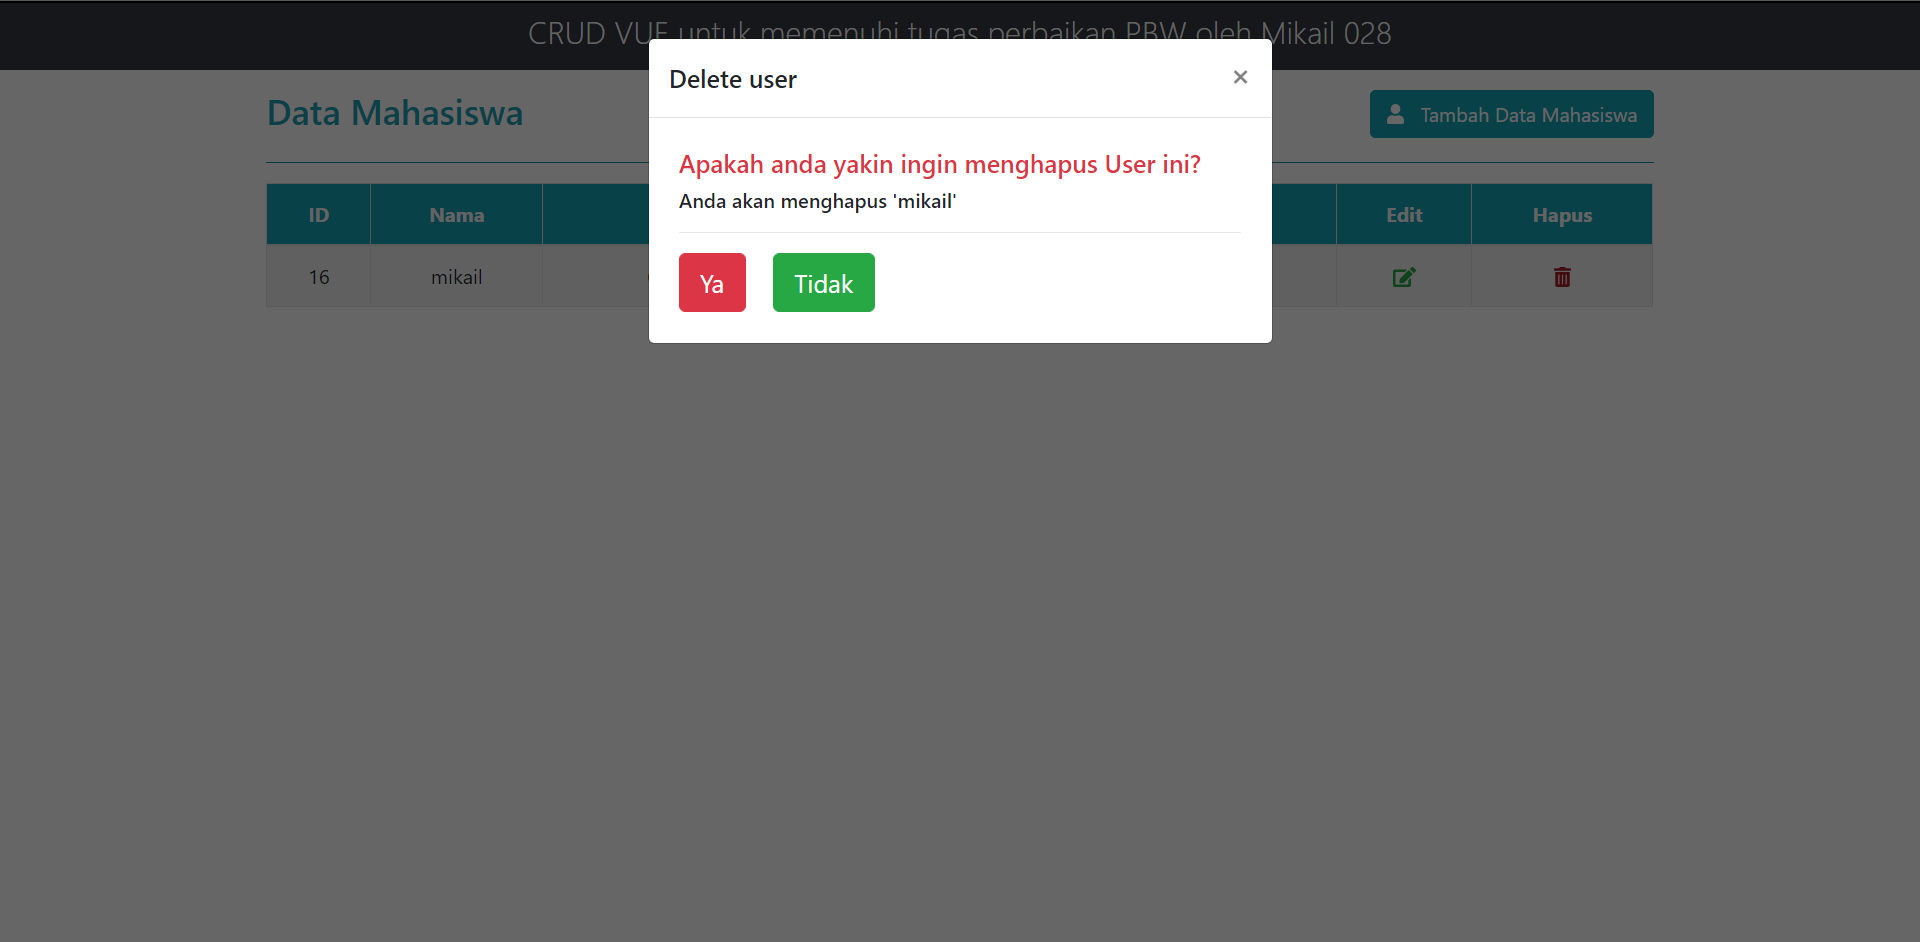 CRUD VUE untuk memenuhi tugas perbaikan PBW oleh Mikail 028
Delete user ×
Data Mahasiswa
Tambah Data Mahasiswa
Apakah anda yakin ingin menghapus User ini?
Anda akan menghapus 'mikail'
ID Nama Edit Hapus
16 mikail
Ya Tidak